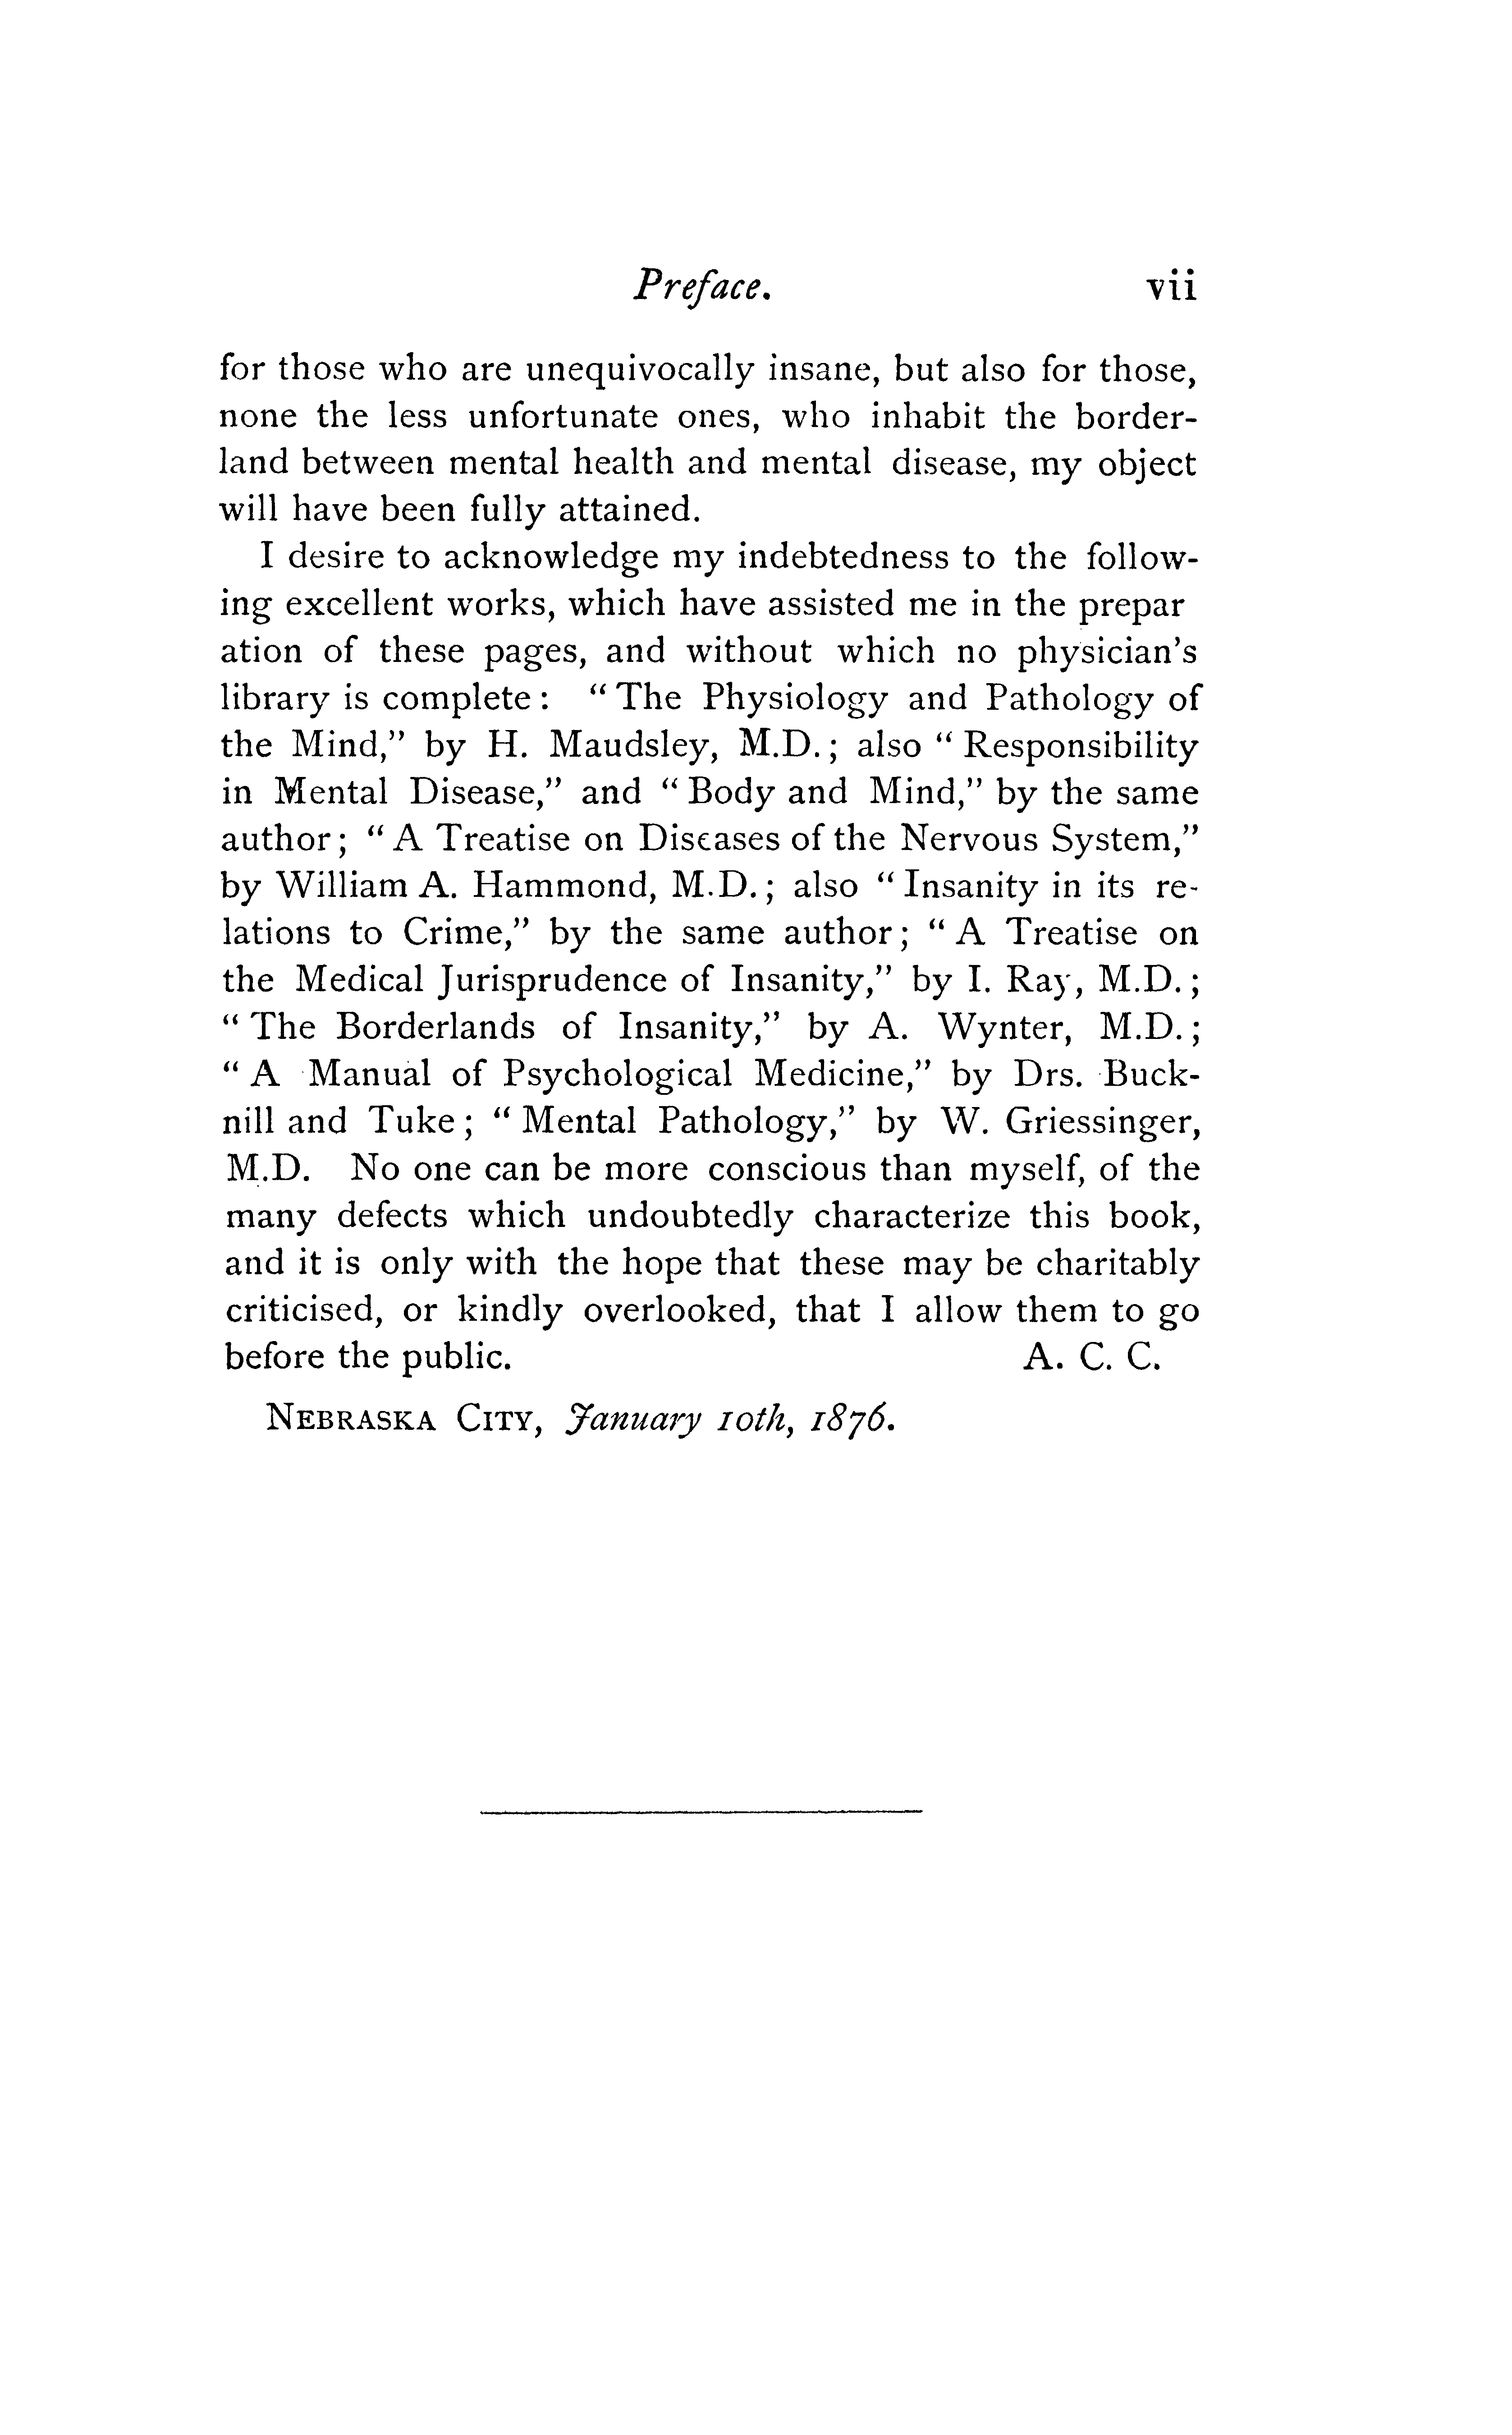 Preface. vii
for those who are unequivocally insane, but also for those,
none the less unfortunate ones, who inhabit the border-
land between mental health and mental disease, my object
will have been fully attained.
I desire to acknowledge my indebtedness to the follow-
ing excellent works, which have assisted me in the prepar
ation of these pages, and without which no physician's
library is complete: "The Physiology and Pathology of
the Mind," by H. Maudsley, M.D.; also "Responsibility
in Mental Disease," and "Body and Mind," by the same
author; "A Treatise on Diseases of the Nervous System,"
by William A. Hammond, M.D.; also "Insanity in its re-
lations to Crime," by the same author; "A Treatise on
the Medical Jurisprudence of Insanity," by I. Ray, M.D.;
"The Borderlands of Insanity," by A. Wynter, M.D.;
"A Manual of Psychological Medicine," by Drs. Buck-
nill and Tuke; "Mental Pathology," by W. Griessinger,
M.D. No one can be more conscious than myself, of the
many defects which undoubtedly characterize this book,
and it is only with the hope that these may be charitably
criticised, or kindly overlooked, that I allow them to go
before the public. A. C. C.
NEBRASKA CITY, January 10th, 1876.